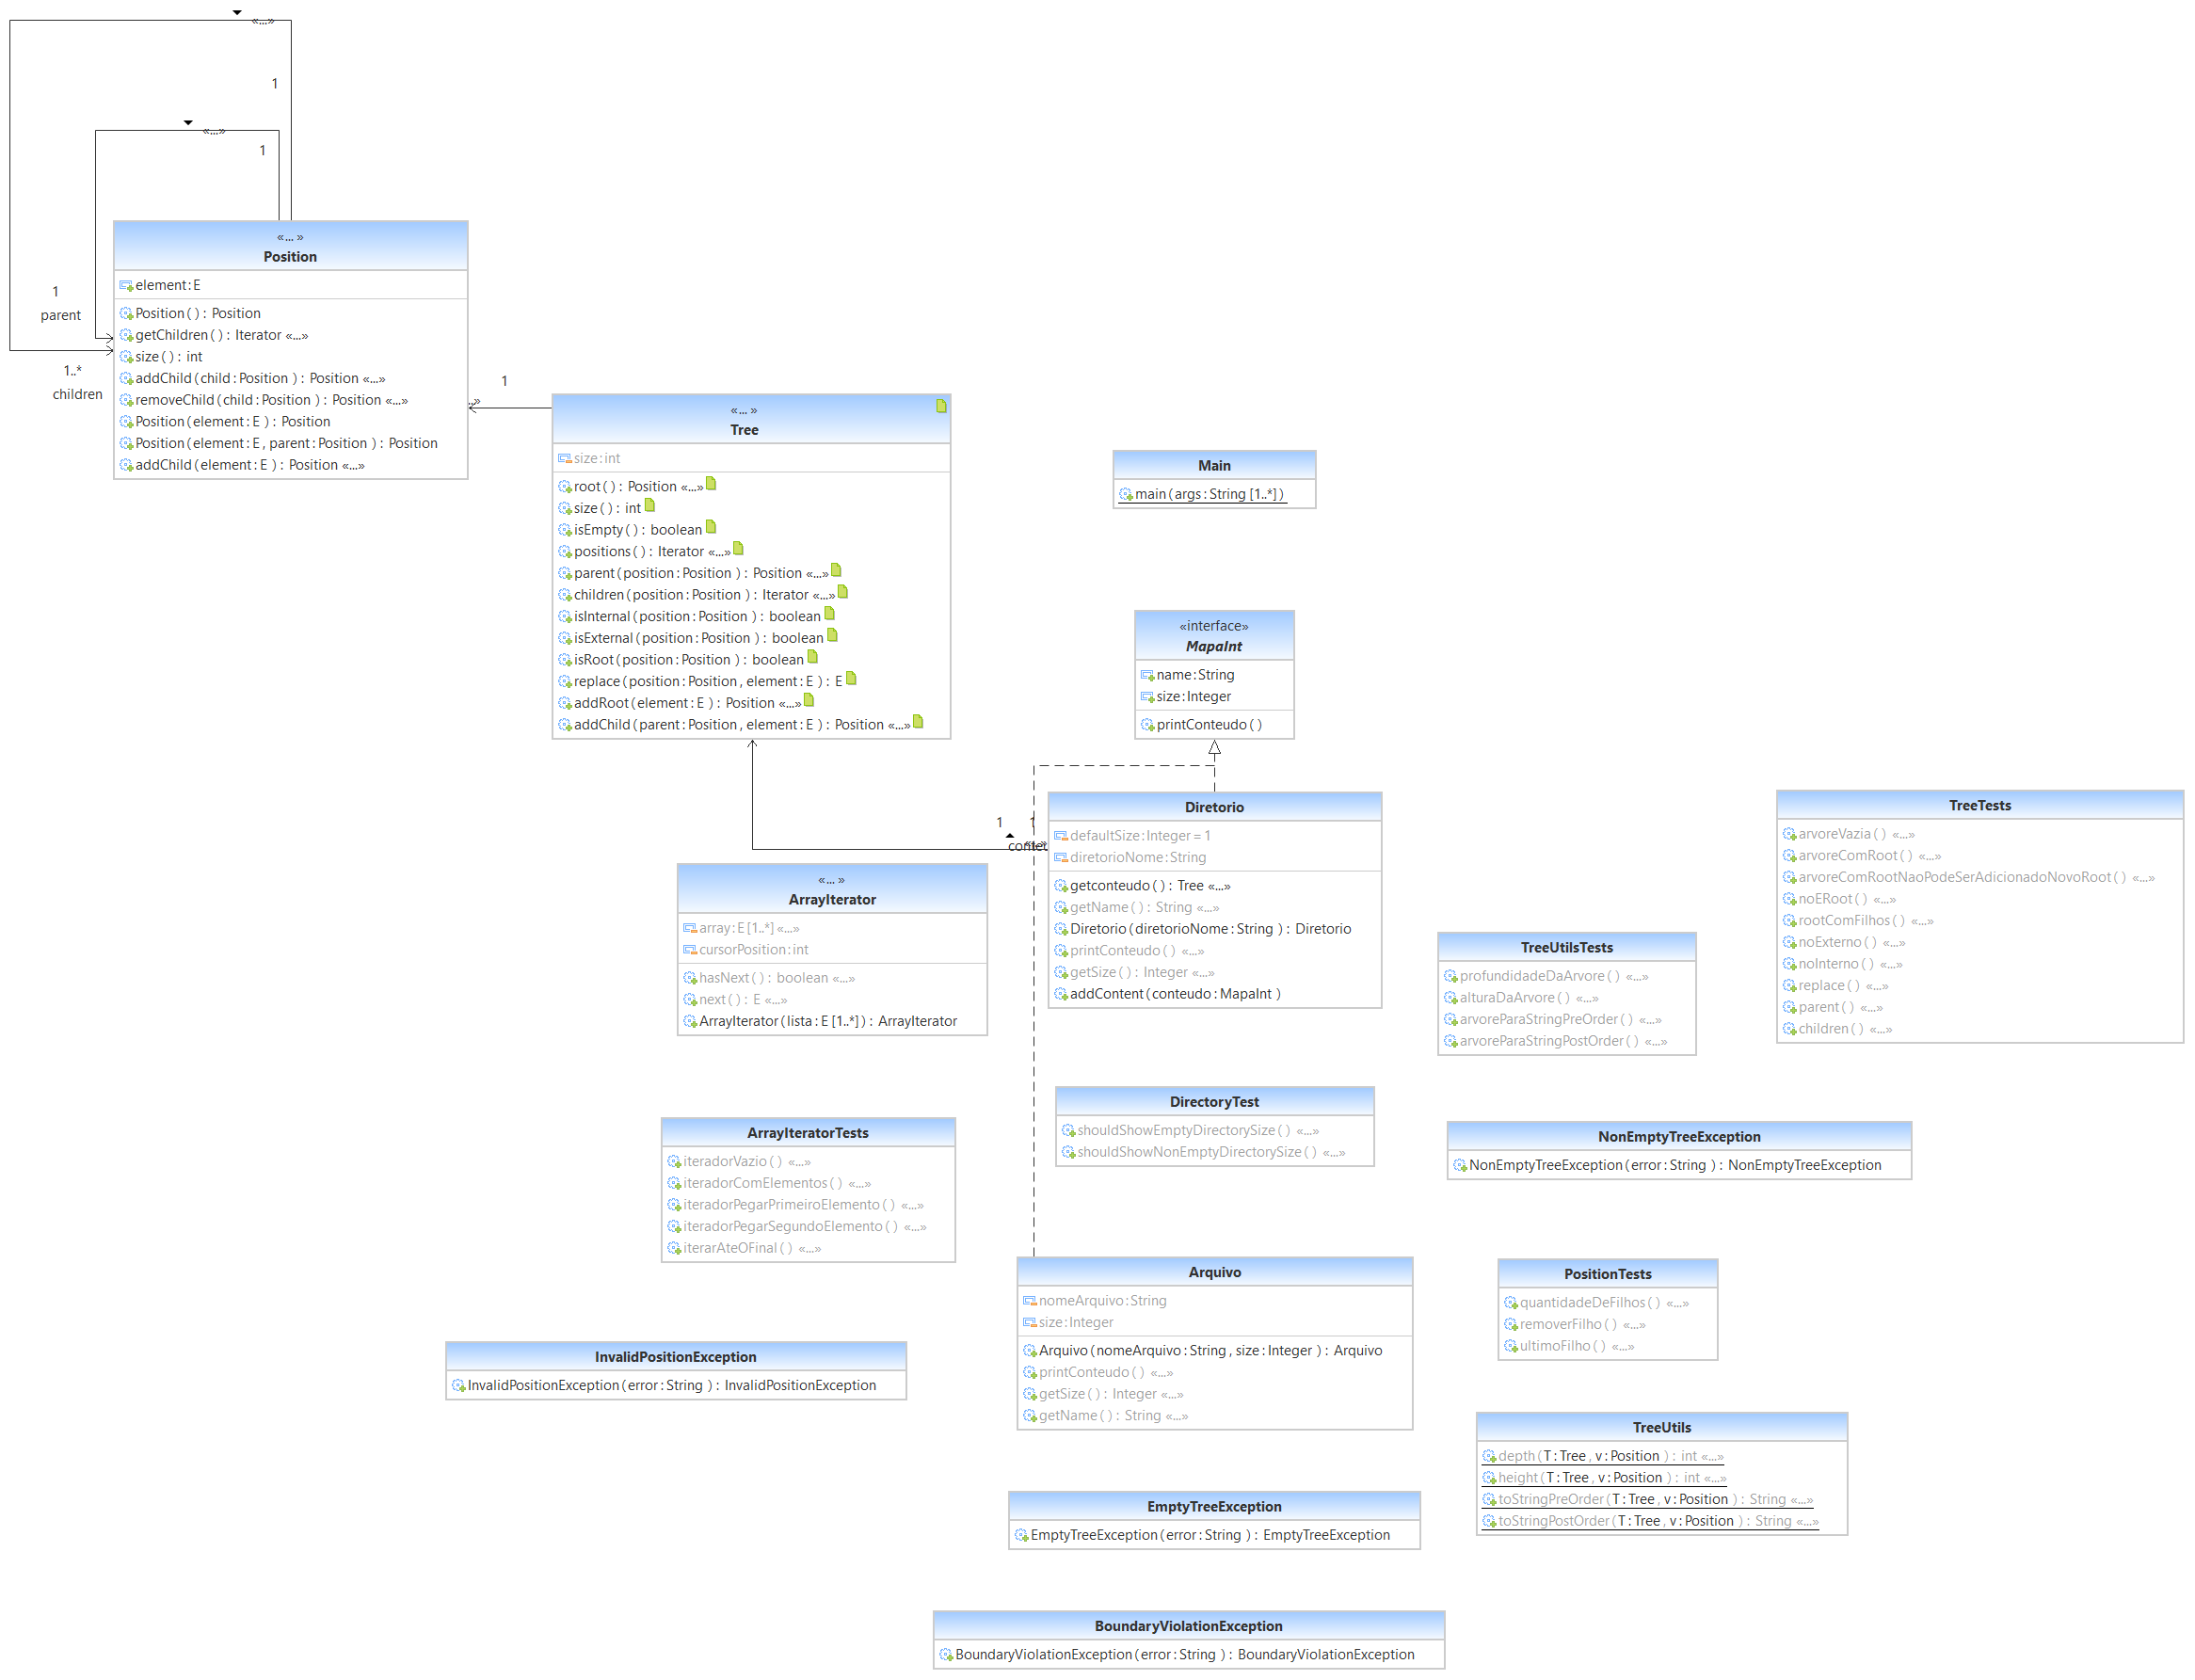 «...»
1
«...»
1
1
parent
1..*
children
«... »
Position
element:E
Position( ): Position
getChildren( ): Iterator «...»
size( ): int
addChild(child:Position ): Position «...»
removeChild(child:Position ): Position «...»
Position(element:E ): Position
Position(element:E, parent:Position ): Position
addChild(element:E ): Position «...»
1
«... »
Tree
size:int
root( ): Position «...»
size( ): int
isEmpty( ): boolean
positions( ): Iterator «...»
parent(position:Position ): Position «...»
children(position:Position ): Iterator «...»
isInternal(position:Position ): boolean
isExternal(position:Position ): boolean
isRoot(position:Position ): boolean
replace(position:Position, element:E ): E
addRoot(element:E ): Position «...»
addChild(parent:Position, element:E ): Position «...»
Main
main(args:String [1..*])
«interface»
MapaInt
name:String
size:Integer
printConteudo( )
1
1
Diretorio
defaultSize:Integer = 1
diretorioNome:String
getconteudo( ): Tree «...»
getName( ): String «...»
Diretorio(diretorioNome:String ): Diretorio
printConteudo( ) «...»
getSize( ): Integer «...»
addContent(conteudo:MapaInt )
TreeTests
arvoreVazia( ) «...»
arvoreComRoot( ) «...»
arvoreComRootNaoPodeSerAdicionadoNovoRoot( ) «...»
noERoot( ) «...»
rootComFilhos( ) «...»
noExterno( ) «...»
noInterno( ) «...»
replace( ) «...»
parent( ) «...»
children( ) «...»
«... »
ArrayIterator
array:E [1..*] «...»
cursorPosition:int
hasNext( ): boolean «...»
next( ): E «...»
ArrayIterator(lista:E [1..*]): ArrayIterator
TreeUtilsTests
profundidadeDaArvore( ) «...»
alturaDaArvore( ) «...»
arvoreParaStringPreOrder( ) «...»
arvoreParaStringPostOrder( ) «...»
DirectoryTest
shouldShowEmptyDirectorySize( ) «...»
shouldShowNonEmptyDirectorySize( ) «...»
ArrayIteratorTests
iteradorVazio( ) «...»
iteradorComElementos( ) «...»
iteradorPegarPrimeiroElemento( ) «...»
iteradorPegarSegundoElemento( ) «...»
iterarAteOFinal( ) «...»
NonEmptyTreeException
NonEmptyTreeException(error:String ): NonEmptyTreeException
Arquivo
nomeArquivo:String
size:Integer
Arquivo(nomeArquivo:String, size:Integer ): Arquivo
printConteudo( ) «...»
getSize( ): Integer «...»
getName( ): String «...»
PositionTests
quantidadeDeFilhos( ) «...»
removerFilho( ) «...»
ultimoFilho( ) «...»
InvalidPositionException
InvalidPositionException(error:String ): InvalidPositionException
TreeUtils
depth(T:Tree, v:Position ): int «...»
height(T:Tree, v:Position ): int «...»
toStringPreOrder(T:Tree, v:Position ): String «...»
toStringPostOrder(T:Tree, v:Position ): String «...»
EmptyTreeException
EmptyTreeException(error:String ): EmptyTreeException
BoundaryViolationException
BoundaryViolationException(error:String ): BoundaryViolationException